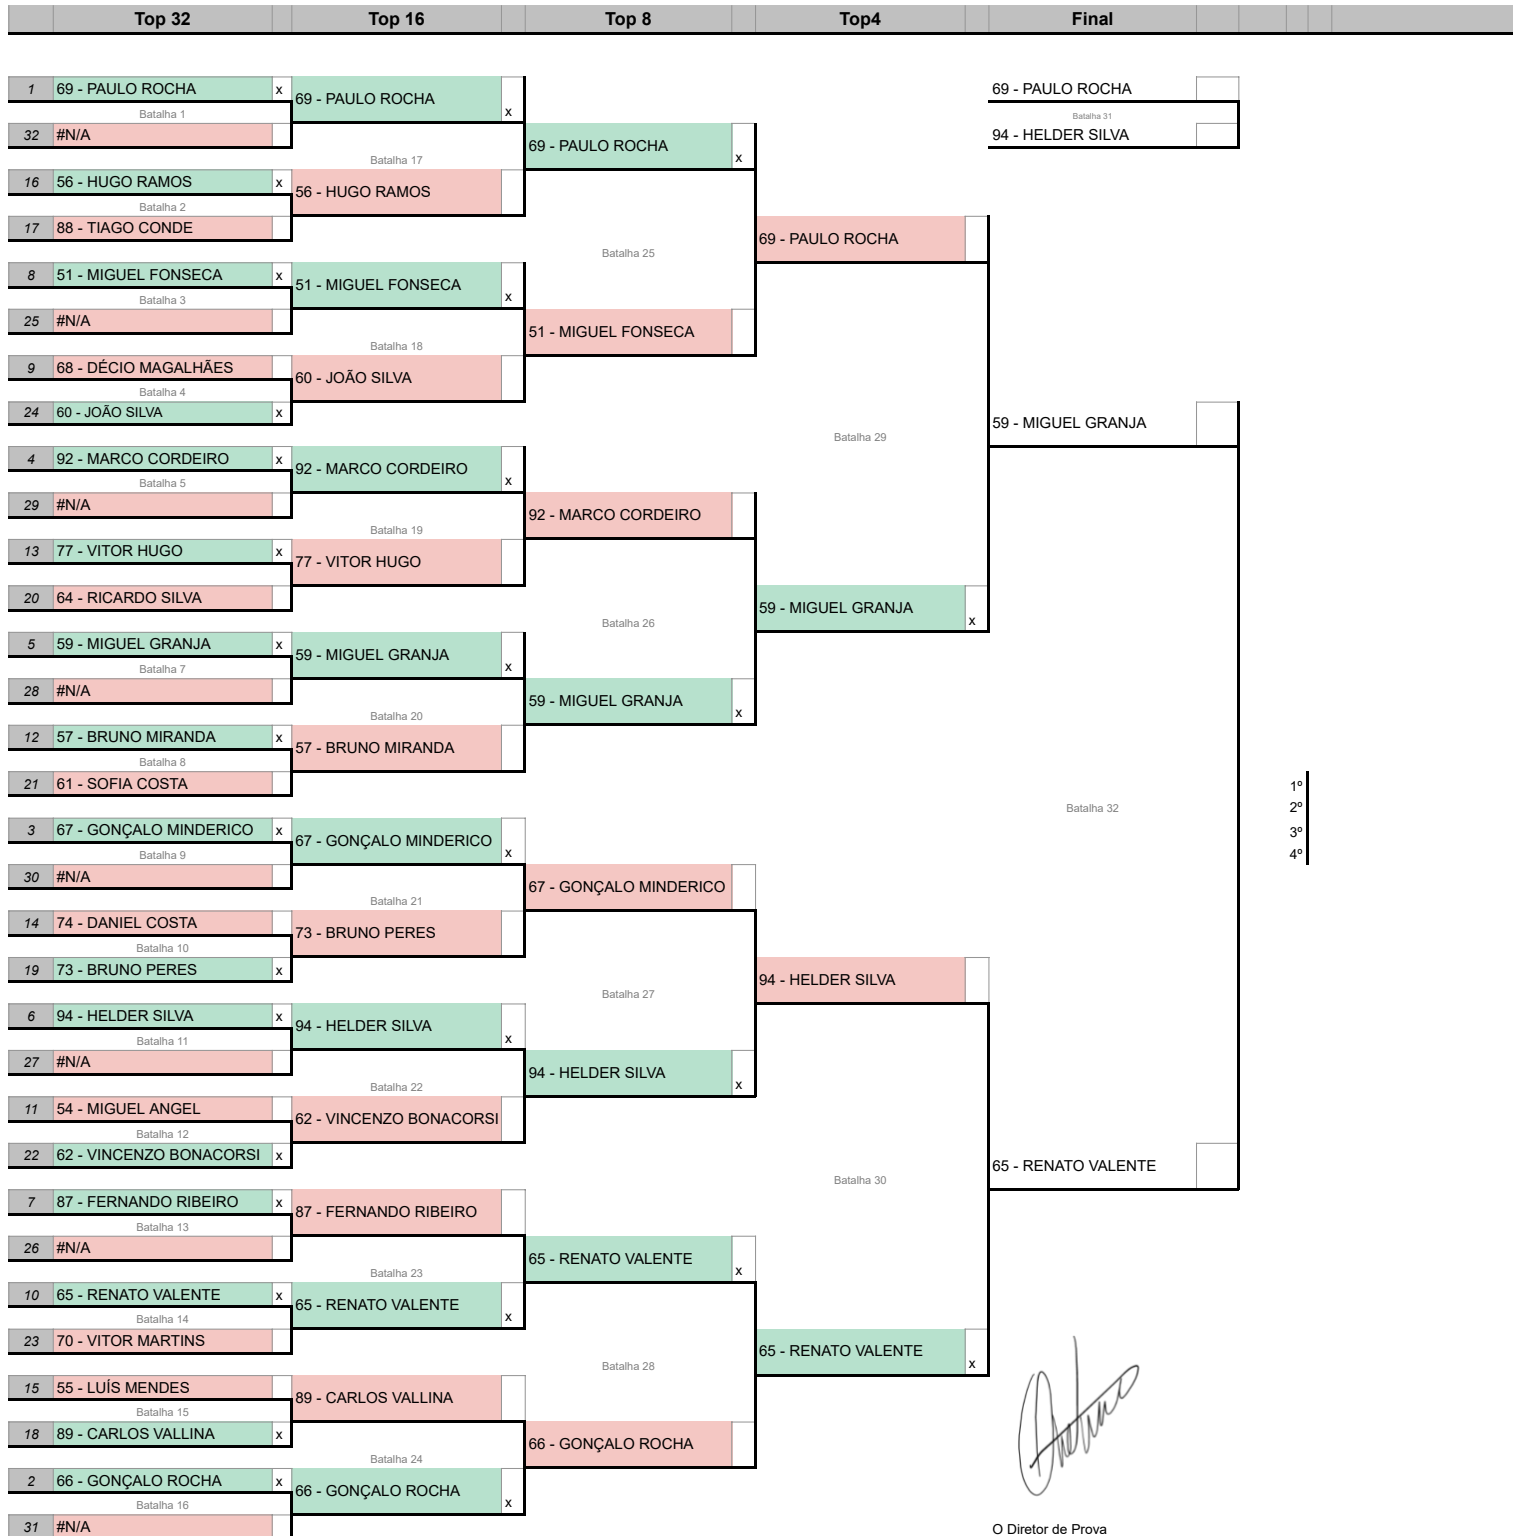 Top 32 Top 16 Top 8 Top4 Final
1 69 - PAULO ROCHA x
Batalha 1
32 #N/A
16 56 - HUGO RAMOS x
Batalha 2
17 88 - TIAGO CONDE
8 51 - MIGUEL FONSECA x
Batalha 3
25 #N/A
9 68 - DÉCIO MAGALHÃES
Batalha 4
24 60 - JOÃO SILVA x
4 92 - MARCO CORDEIRO x
Batalha 5
29 #N/A
13 77 - VITOR HUGO x
20 64 - RICARDO SILVA
5 59 - MIGUEL GRANJA x
Batalha 7
28 #N/A
12 57 - BRUNO MIRANDA x
Batalha 8
21 61 - SOFIA COSTA
3 67 - GONÇALO MINDERICO x
Batalha 9
30 #N/A
14 74 - DANIEL COSTA
Batalha 10
19 73 - BRUNO PERES x
6 94 - HELDER SILVA x
Batalha 11
27 #N/A
11 54 - MIGUEL ANGEL
Batalha 12
22 62 - VINCENZO BONACORSI x
7 87 - FERNANDO RIBEIRO x
Batalha 13
26 #N/A
10 65 - RENATO VALENTE x
Batalha 14
23 70 - VITOR MARTINS
15 55 - LUÍS MENDES
Batalha 15
18 89 - CARLOS VALLINA x
2 66 - GONÇALO ROCHA x
Batalha 16
31 #N/A
69 - PAULO ROCHA x
Batalha 17
56 - HUGO RAMOS
51 - MIGUEL FONSECA x
Batalha 18
60 - JOÃO SILVA
92 - MARCO CORDEIRO x
Batalha 19
77 - VITOR HUGO
59 - MIGUEL GRANJA x
Batalha 20
57 - BRUNO MIRANDA
67 - GONÇALO MINDERICO x
Batalha 21
73 - BRUNO PERES
94 - HELDER SILVA x
Batalha 22
62 - VINCENZO BONACORSI
87 - FERNANDO RIBEIRO
Batalha 23
65 - RENATO VALENTE x
89 - CARLOS VALLINA
Batalha 24
66 - GONÇALO ROCHA x
69 - PAULO ROCHA x
Batalha 25
51 - MIGUEL FONSECA
92 - MARCO CORDEIRO
Batalha 26
59 - MIGUEL GRANJA x
67 - GONÇALO MINDERICO
Batalha 27
94 - HELDER SILVA x
65 - RENATO VALENTE x
Batalha 28
66 - GONÇALO ROCHA
69 - PAULO ROCHA
Batalha 29
59 - MIGUEL GRANJA x
94 - HELDER SILVA
Batalha 30
65 - RENATO VALENTE x
69 - PAULO ROCHA
Batalha 31
94 - HELDER SILVA
59 - MIGUEL GRANJA
Batalha 32
65 - RENATO VALENTE
1º
2º
3º
4º
O Diretor de Prova